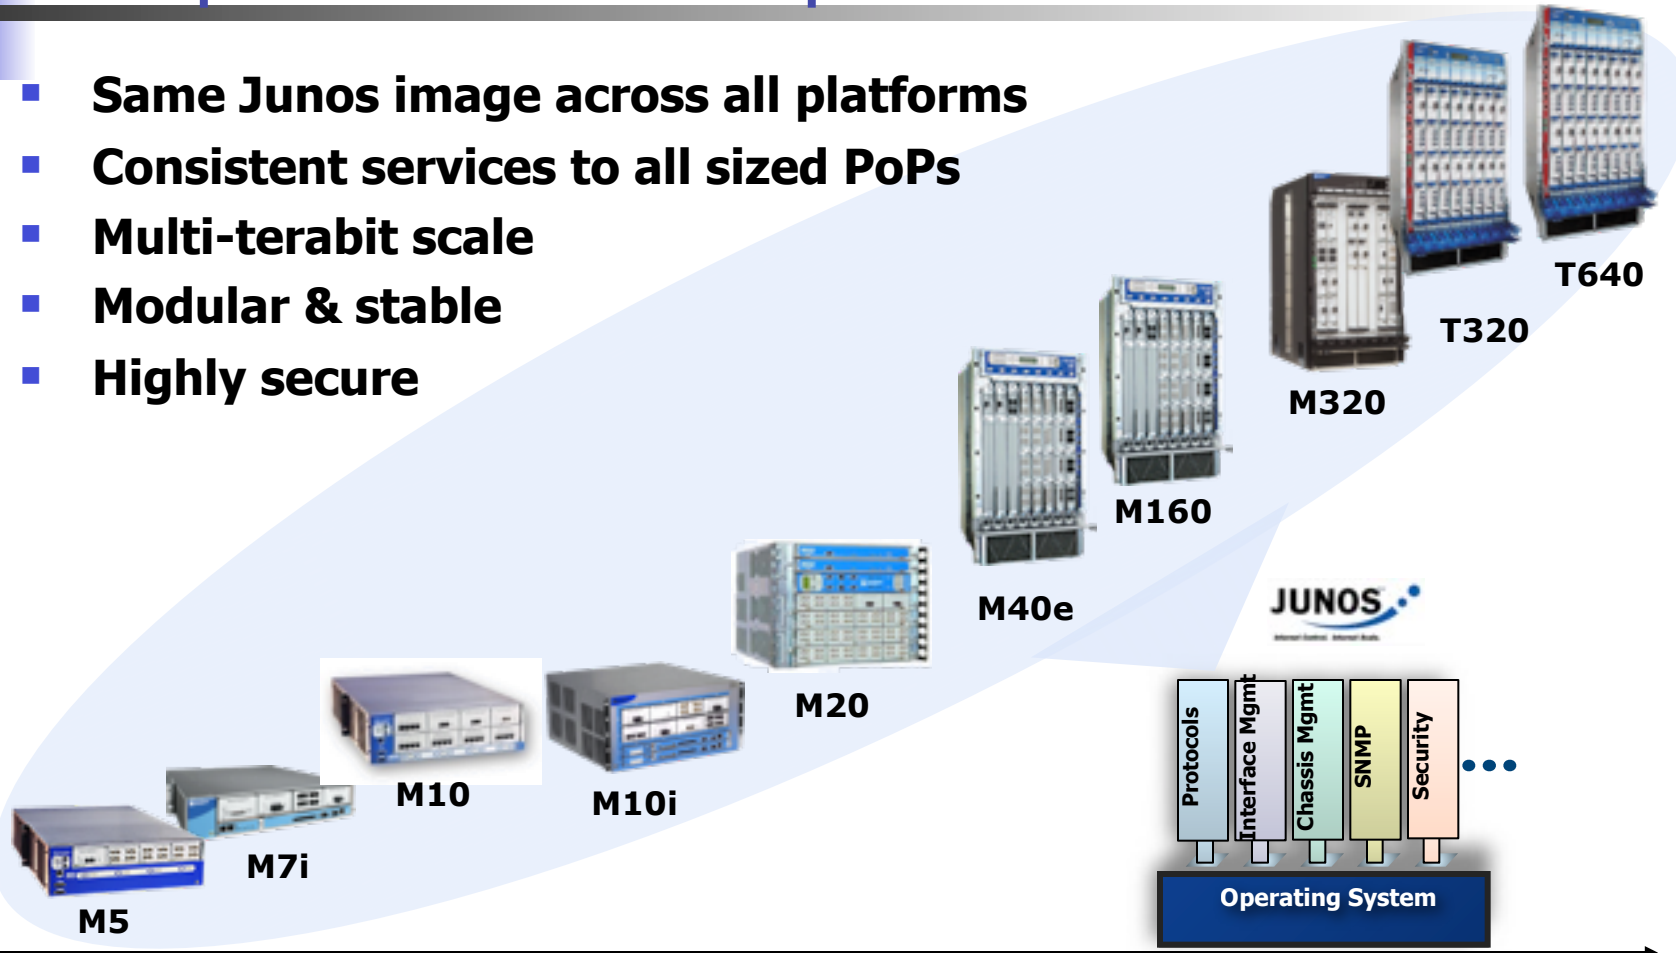 Same Junos image across all platforms
Consistent services to all sized PoPs
Multi-terabit scale
Modular & stable
Highly secure
T640
T320
M320
M160
M40e
M20
M10i
M10
M7i
M5
JUNOS
Protocols
Interface Mgmt
Chassis Mgmt
SNMP
Security
Operating System